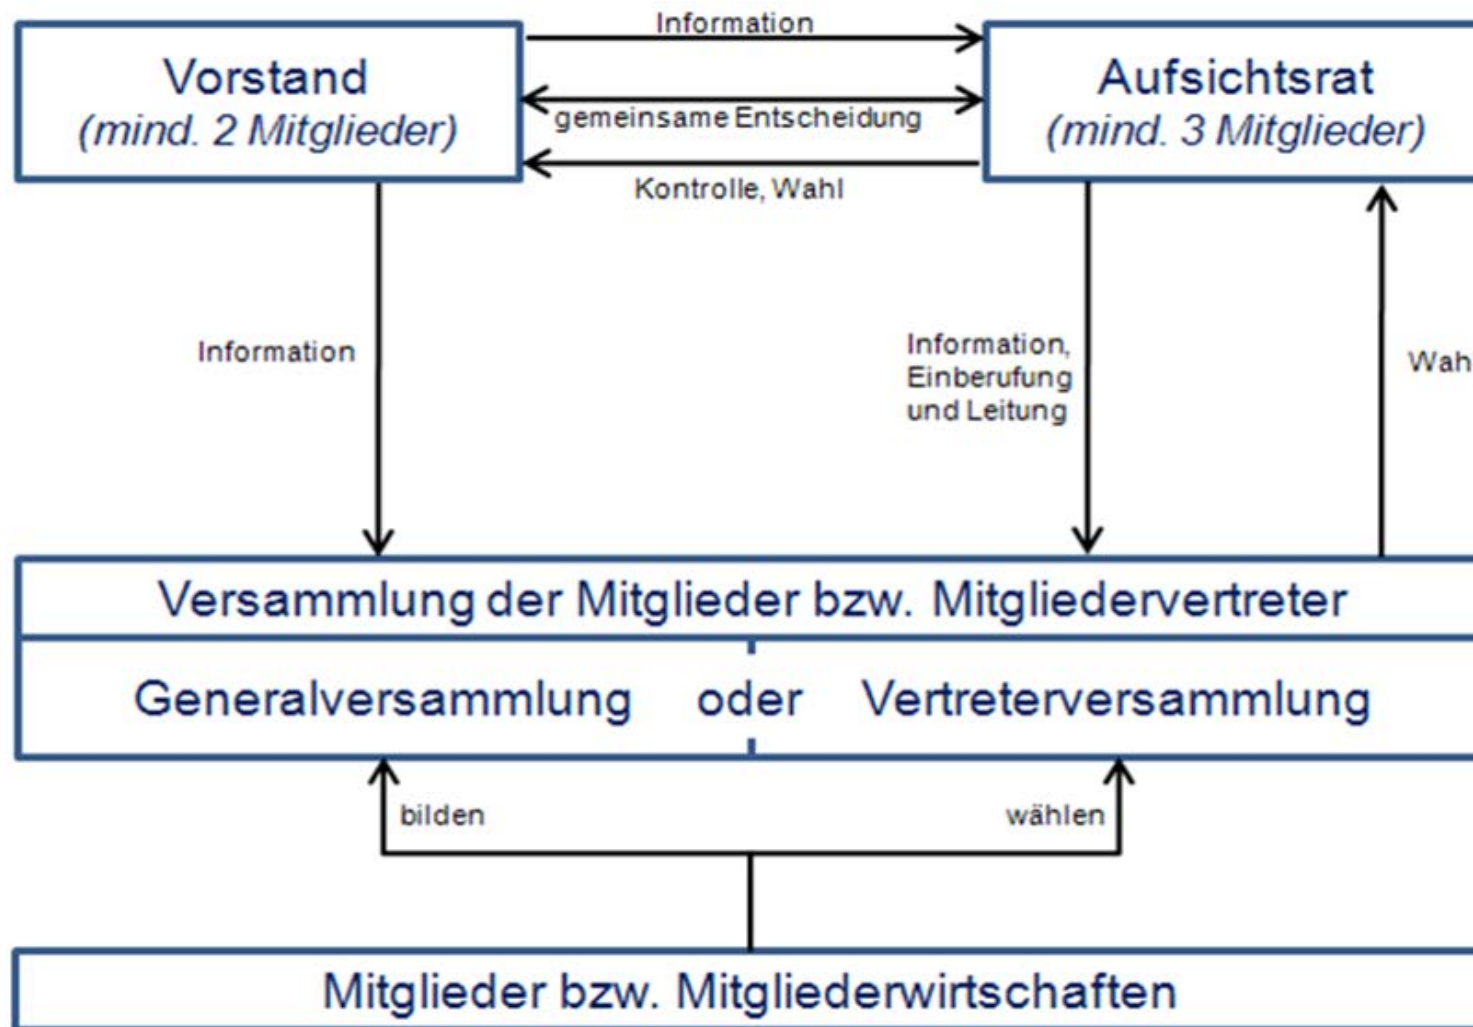 Information
Vorstand
(mind. 2 Mitglieder)
Aufsichtsrat
(mind. 3 Mitglieder)
gemeinsame Entscheidung
Kontrolle, Wahl
Information
Information,
Einberufung
und Leitung
Wah
Versammlung der Mitglieder bzw. Mitgliedervertreter
Generalversammlung oder Vertreterversammlung
bilden
wählen
Mitglieder bzw. Mitgliederwirtschaften